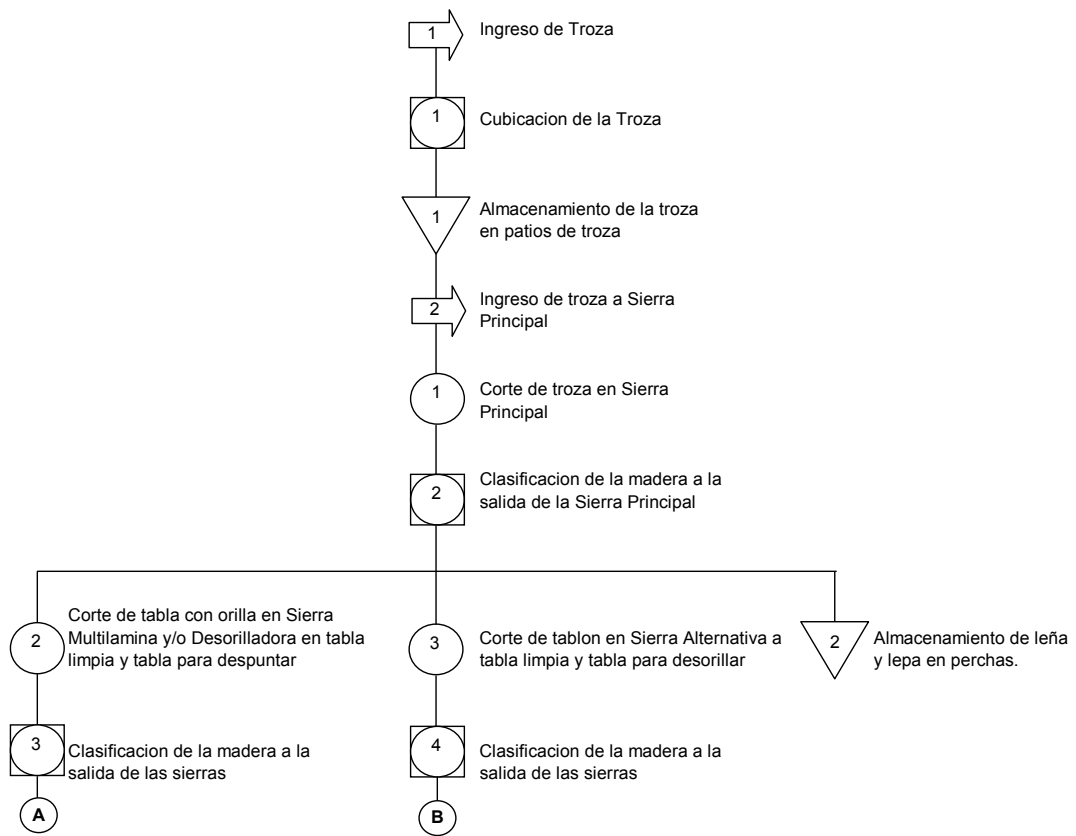 1
Ingreso de Troza
1
Cubicacion de la Troza
1
Almacenamiento de la troza
en patios de troza
2
Ingreso de troza a Sierra
Principal
1
Corte de troza en Sierra
Principal
2
Clasificacion de la madera a la
salida de la Sierra Principal
2
Corte de tabla con orilla en Sierra
Multilamina y/o Desorilladora en tabla
limpia y tabla para despuntar
3
Corte de tablon en Sierra Alternativa a
tabla limpia y tabla para desorillar
2
Almacenamiento de leña
y lepa en perchas.
3
Clasificacion de la madera a la
salida de las sierras
4
Clasificacion de la madera a la
salida de las sierras
A
B